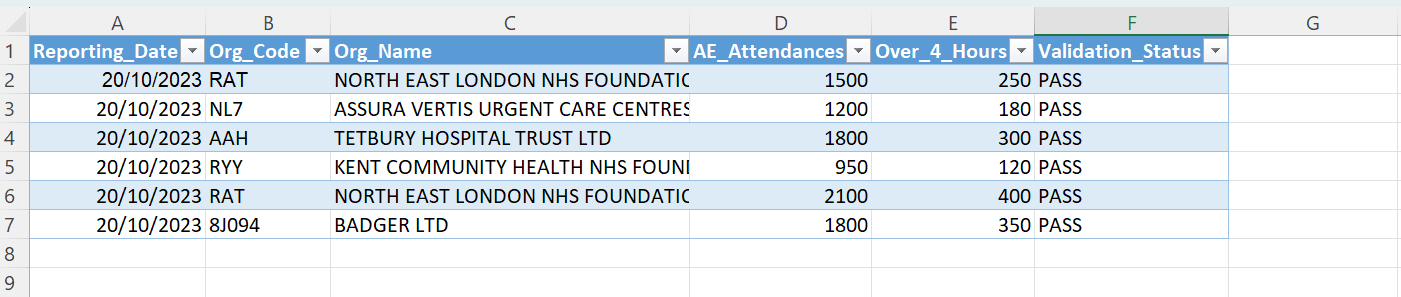 A B C D E F G
1 Reporting_Date Org_Code Org_Name AE_Attendances Over_4_Hours Validation_Status
2 20/10/2023 RAT NORTH EAST LONDON NHS FOUNDATIC 1500 250 PASS
3 20/10/2023 NL7 ASSURA VERTIS URGENT CARE CENTRES 1200 180 PASS
4 20/10/2023 AAH TETBURY HOSPITAL TRUST LTD 1800 300 PASS
5 20/10/2023 RYY KENT COMMUNITY HEALTH NHS FOUN 950 120 PASS
6 20/10/2023 RAT NORTH EAST LONDON NHS FOUNDATIC 2100 400 PASS
7 20/10/2023 8J094 BADGER LTD 1800 350 PASS
8
9